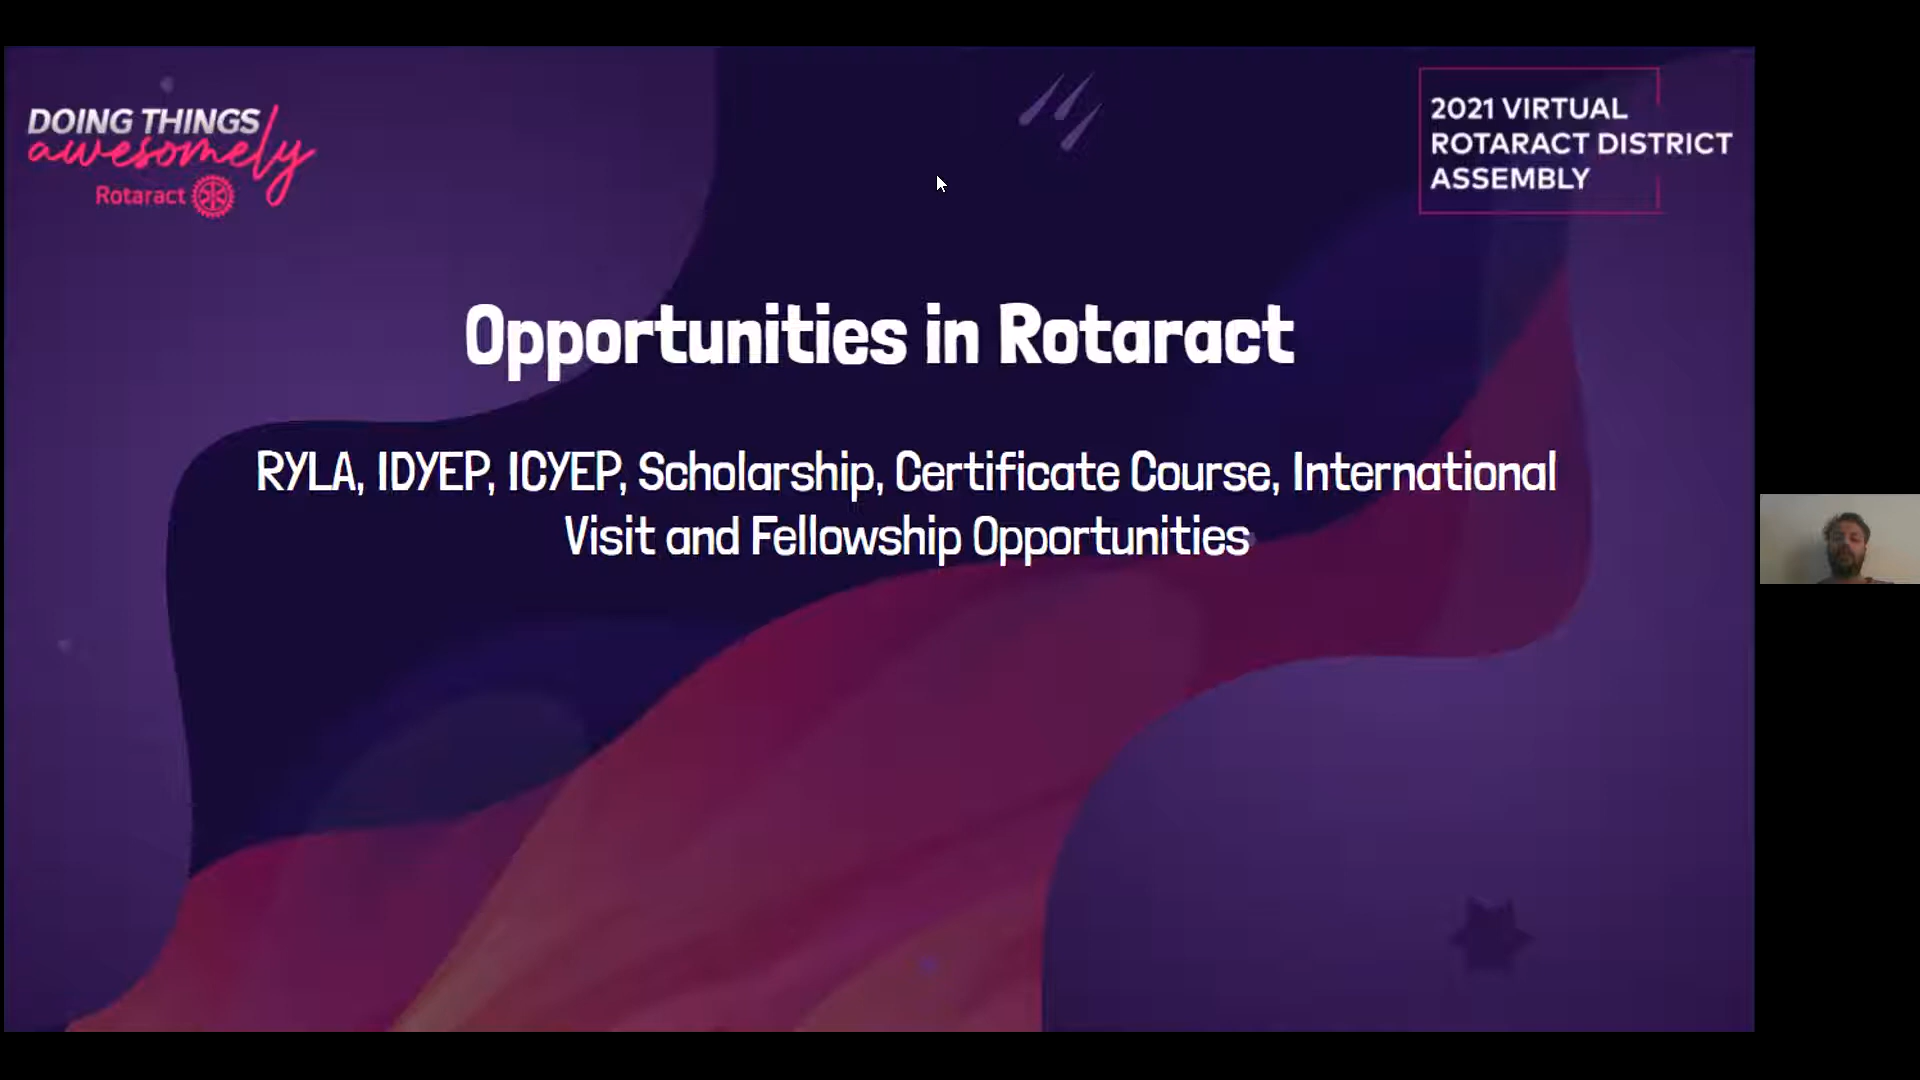 DOING THINGS
awesomely
Rotaract
2021 VIRTUAL
ROTARACT DISTRICT
ASSEMBLY
Opportunities in Rotaract
RYLA, IDYEP, ICYEP, Scholarship, Certificate Course, International
Visit and Fellowship Opportunities